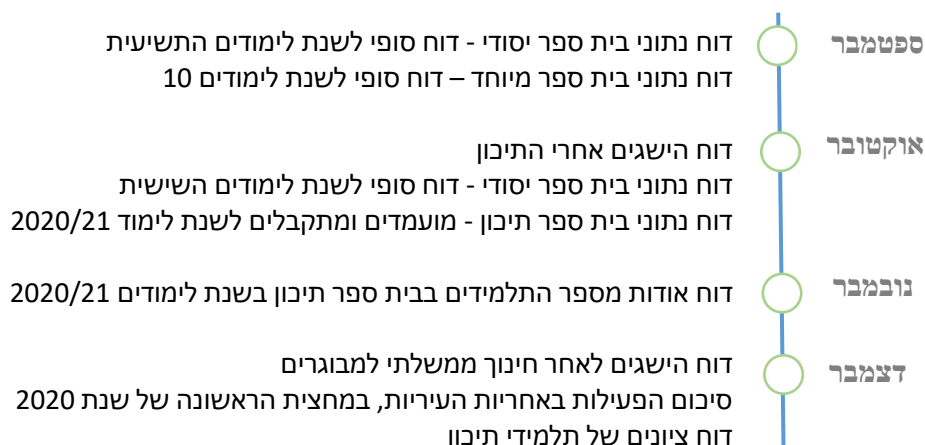 ספטמבר
דוח נתוני בית ספר יסודי - דוח סופי לשנת לימודים התשיעית
דוח נתוני בית ספר מיוחד – דוח סופי לשנת לימודים 10
אוקטובר
דוח הישגים אחרי התיכון
דוח נתוני בית ספר יסודי - דוח סופי לשנת לימודים השישית
דוח נתוני בית ספר תיכון - מועמדים ומתקבלים לשנת לימוד 2020/21
נובמבר
דוח אודות מספר התלמידים בבית ספר תיכון בשנת לימודים 2020/21
דצמבר
דוח הישגים לאחר חינוך ממשלתי למבוגרים
סיכום הפעילות באחריות העיריות, במחצית הראשונה של שנת 2020
דוח ציונים של תלמידי תיכון